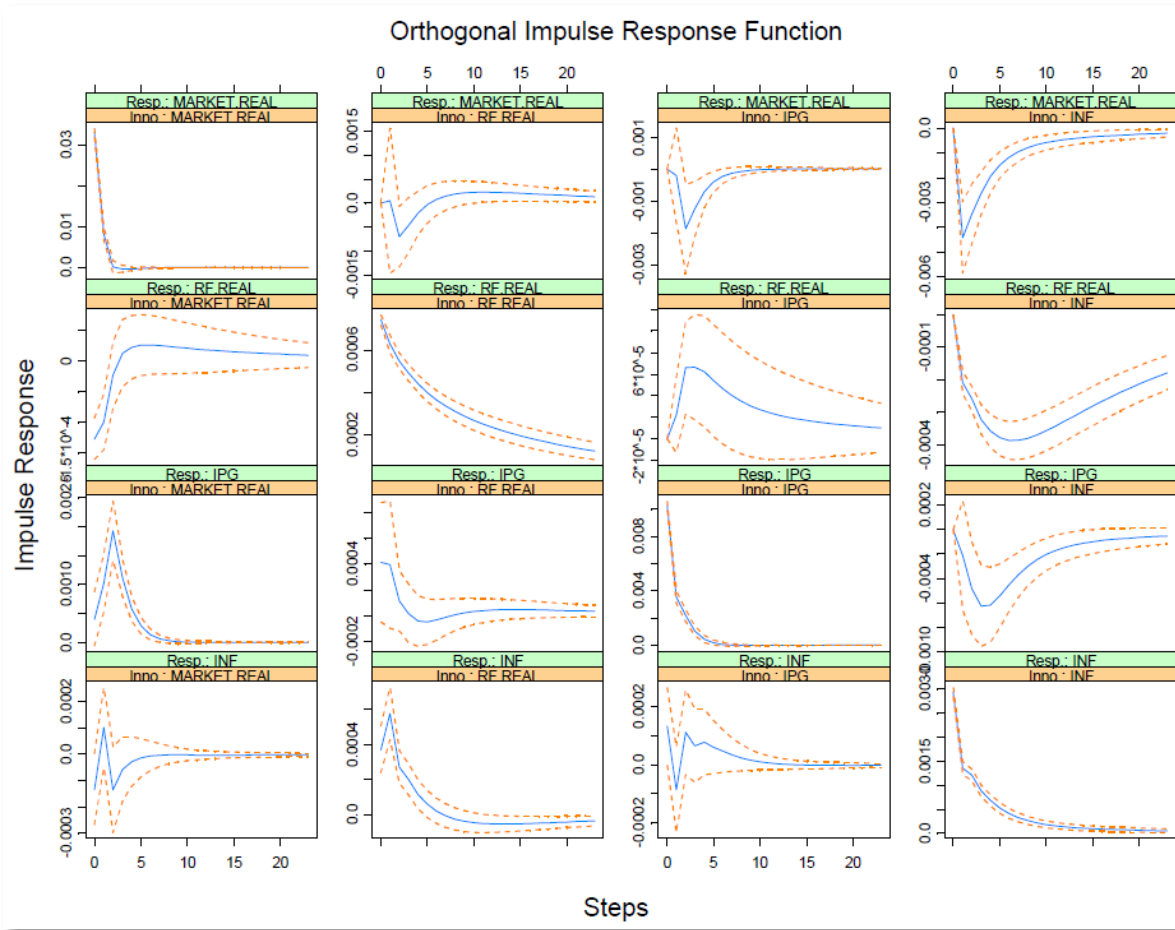 Orthogonal Impulse Response Function
0 5 10 15 20 0 5 10 15 20
Resp.: MARKET.REAL Resp.: MARKET.REAL Resp.: MARKET.REAL Resp.: MARKET.REAL
Inno.: MARKET.REAL Inno.: RF.REAL Inno.: IPG Inno.: INF
0.03 0.01 0.0
0.0015 0.0 -0.0015
0.001 -0.001 -0.003
0.0 -0.003 -0.006
Resp.: RF.REAL Resp.: RF.REAL Resp.: RF.REAL Resp.: RF.REAL
Inno.: MARKET.REAL Inno.: RF.REAL Inno.: IPG Inno.: INF
0
0.0006 0.0002
6*10^-5 -2*10^-5
-0.0001 -0.0004
Resp.: IPG Resp.: IPG Resp.: IPG Resp.: IPG
Inno.: MARKET.REAL Inno.: RF.REAL Inno.: IPG Inno.: INF
0.0010 0.0
0.0004 -0.0002
0.008 0.004 0.0
0.0002 -0.0004
Resp.: INF Resp.: INF Resp.: INF Resp.: INF
Inno.: MARKET.REAL Inno.: RF.REAL Inno.: IPG Inno.: INF
0.0002 0.0 -0.0003
0.0004 0.0
0.0002 0.0 -0.0002
0.0015 0.0
0 5 10 15 20 0 5 10 15 20
Impulse Response
Steps